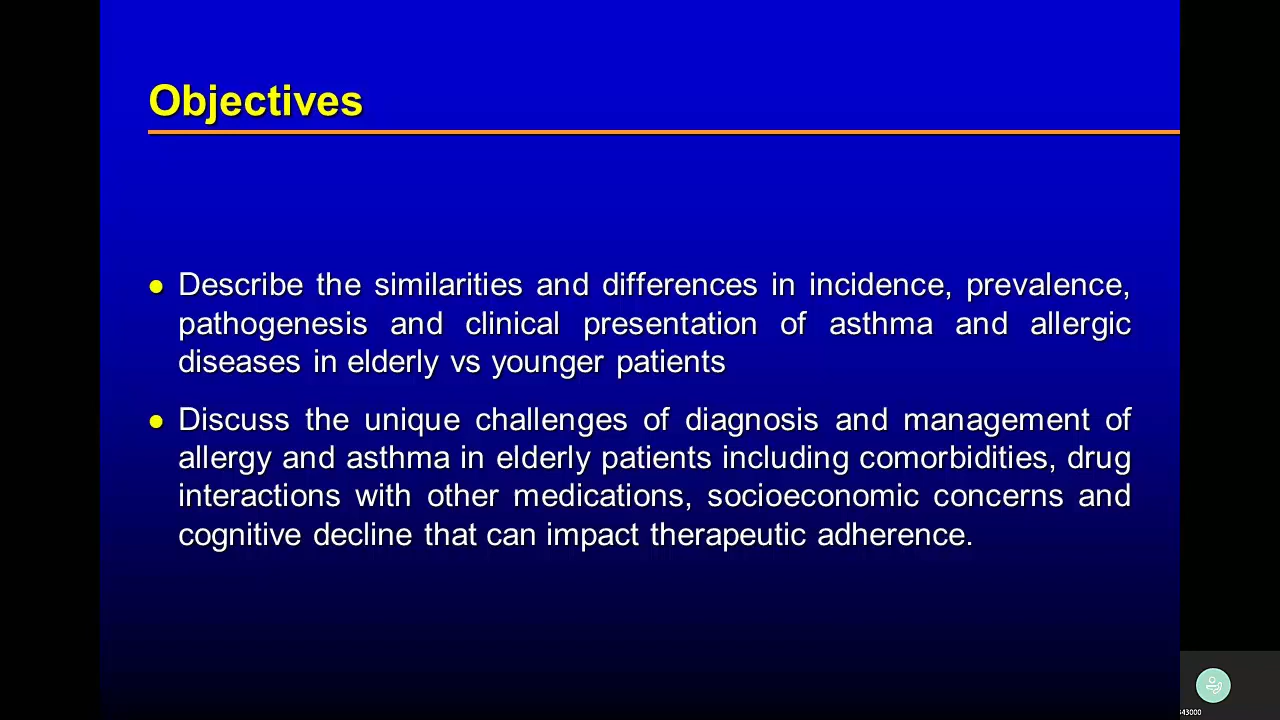 Objectives
Describe the similarities and differences in incidence, prevalence,
pathogenesis and clinical presentation of asthma and allergic
diseases in elderly vs younger patients
Discuss the unique challenges of diagnosis and management of
allergy and asthma in elderly patients including comorbidities, drug
interactions with other medications, socioeconomic concerns and
cognitive decline that can impact therapeutic adherence.